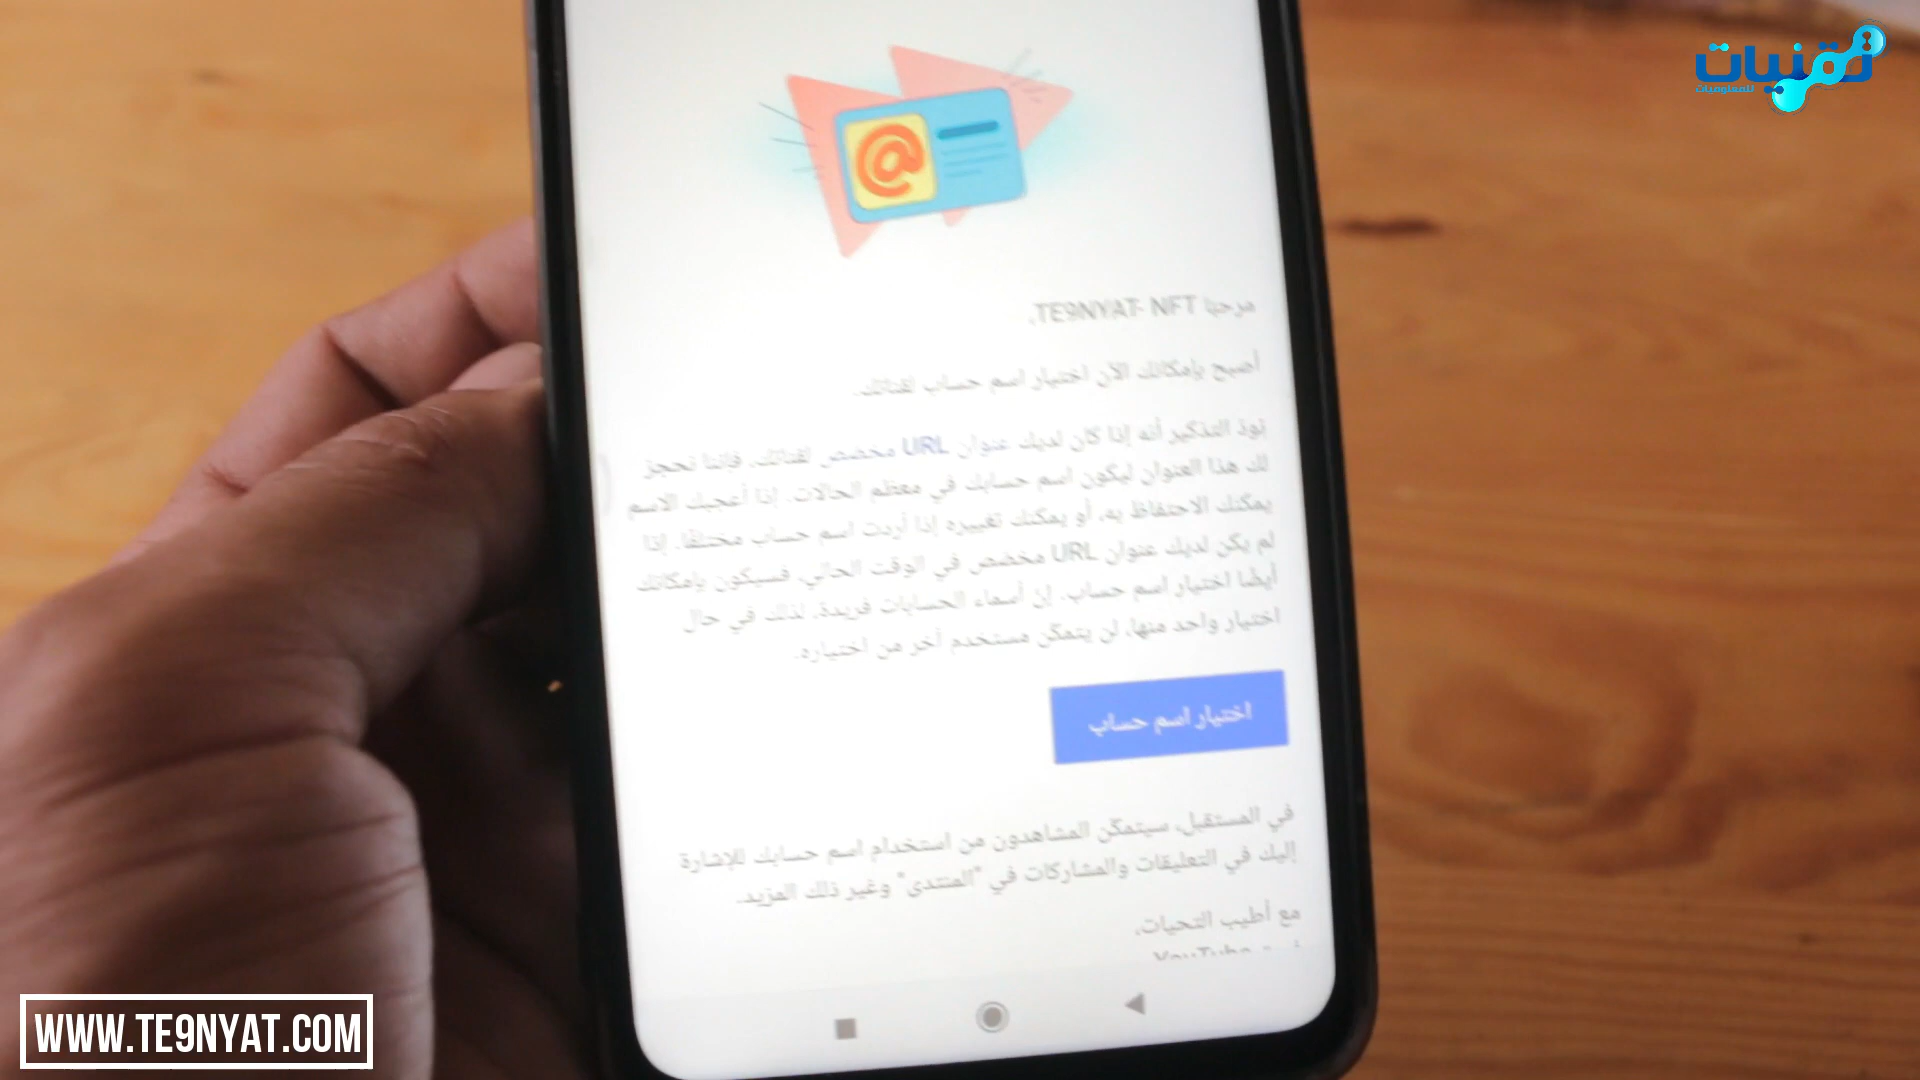 تقنيات
للمعلوميات
@
مرحبًا TE9NYAT- NFT،
أصبح بإمكانك الآن اختيار اسم حساب لقناتك.
نودّ التذكير أنه إذا كان لديك عنوان URL مخصص لقناتك، فإننا نحجز
لك هذا العنوان ليكون اسم حسابك في معظم الحالات. إذا أعجبك الاسم
يمكنك الاحتفاظ به، أو يمكنك تغييره إذا أردت اسم حساب مختلفًا. إذا
لم يكن لديك عنوان URL مخصص في الوقت الحالي، فسيكون بإمكانك
أيضًا اختيار اسم حساب. إن أسماء الحسابات فريدة، لذلك في حال
اختيار واحد منها، لن يتمكّن مستخدم آخر من اختياره.
اختيار اسم حساب
في المستقبل، سيتمكّن المشاهدون من استخدام اسم حسابك للإشارة
إليك في التعليقات والمشاركات في "المنتدى" وغير ذلك المزيد.
مع أطيب التحيات،
YouTube
WWW.TE9NYAT.COM